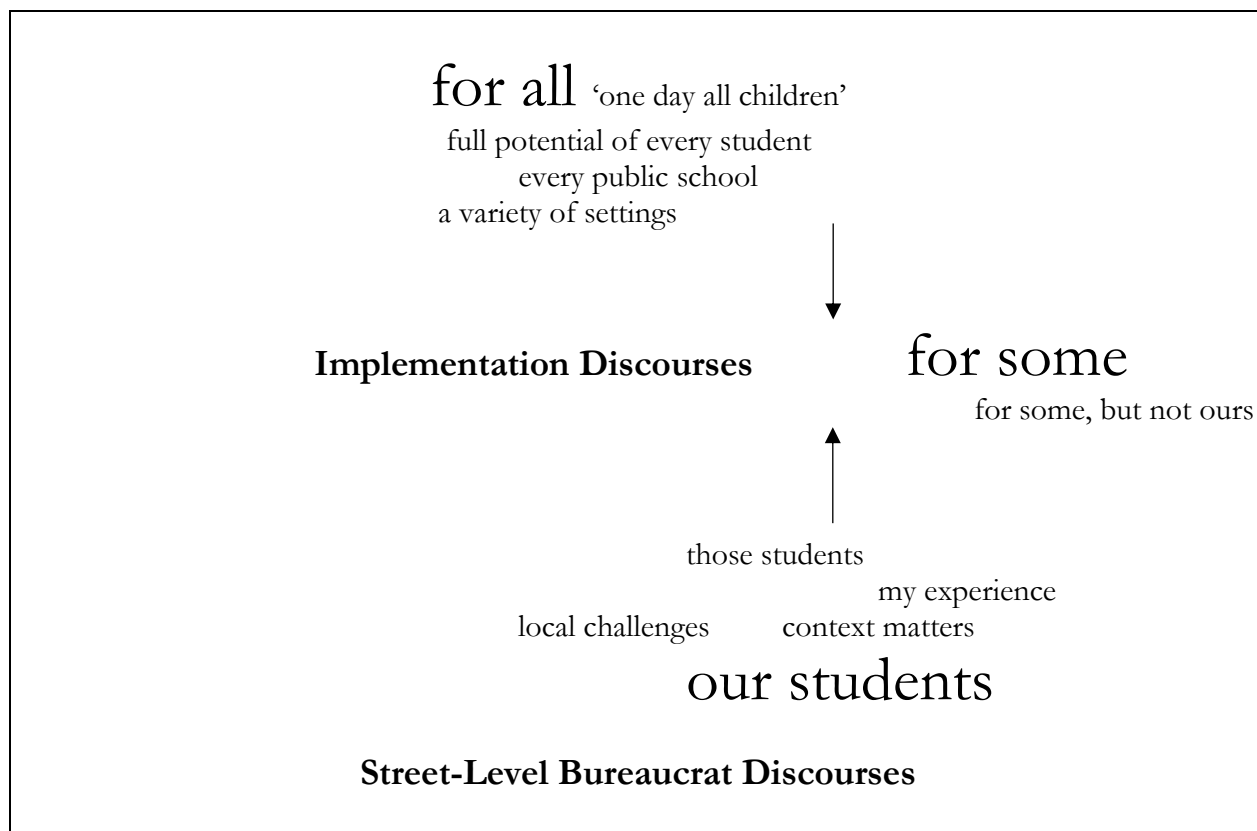 for all ‘one day all children’
full potential of every student
every public school
a variety of settings
Implementation Discourses for some
for some, but not ours
those students
my experience
local challenges context matters
our students
Street-Level Bureaucrat Discourses